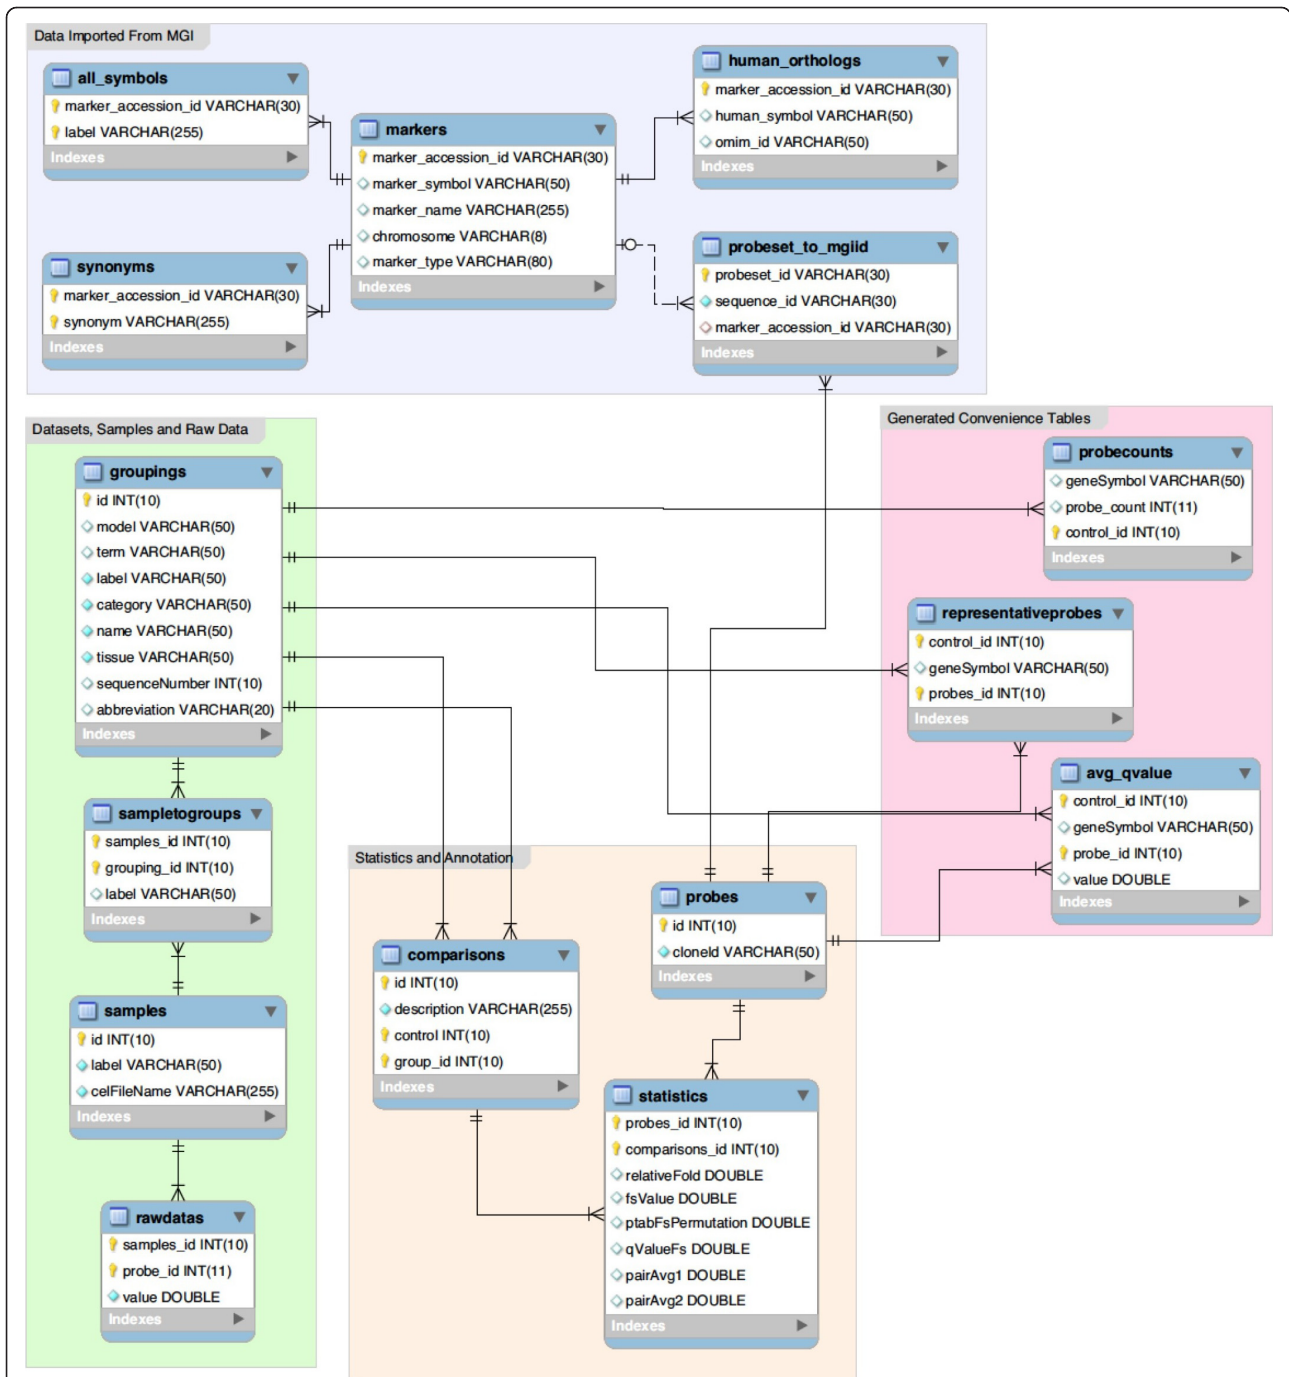 Data Imported From MGI
all_symbols
marker_accession_id VARCHAR(30)
label VARCHAR(255)
Indexes
synonyms
marker_accession_id VARCHAR(30)
synonym VARCHAR(255)
Indexes
markers
marker_accession_id VARCHAR(30)
marker_symbol VARCHAR(50)
marker_name VARCHAR(255)
chromosome VARCHAR(8)
marker_type VARCHAR(80)
Indexes
human_orthologs
marker_accession_id VARCHAR(30)
human_symbol VARCHAR(50)
omim_id VARCHAR(50)
Indexes
probeset_to_mgiid
probeset_id VARCHAR(30)
sequence_id VARCHAR(30)
marker_accession_id VARCHAR(30)
Indexes
Datasets, Samples and Raw Data
groupings
id INT(10)
model VARCHAR(50)
term VARCHAR(50)
label VARCHAR(50)
category VARCHAR(50)
name VARCHAR(50)
tissue VARCHAR(50)
sequenceNumber INT(10)
abbreviation VARCHAR(20)
Indexes
sampletogroups
samples_id INT(10)
grouping_id INT(10)
label VARCHAR(50)
Indexes
samples
id INT(10)
label VARCHAR(50)
celFileName VARCHAR(255)
Indexes
rawdatas
samples_id INT(10)
probe_id INT(11)
value DOUBLE
Indexes
Generated Convenience Tables
probecounts
geneSymbol VARCHAR(50)
probe_count INT(11)
control_id INT(10)
Indexes
representativeprobes
control_id INT(10)
geneSymbol VARCHAR(50)
probes_id INT(10)
Indexes
avg_qvalue
control_id INT(10)
geneSymbol VARCHAR(50)
probe_id INT(10)
value DOUBLE
Indexes
Statistics and Annotation
probes
id INT(10)
cloneId VARCHAR(50)
Indexes
comparisons
id INT(10)
description VARCHAR(255)
control INT(10)
group_id INT(10)
Indexes
statistics
probes_id INT(10)
comparisons_id INT(10)
relativeFold DOUBLE
fsValue DOUBLE
ptabFsPermutation DOUBLE
qValueFs DOUBLE
pairAvg1 DOUBLE
pairAvg2 DOUBLE
Indexes